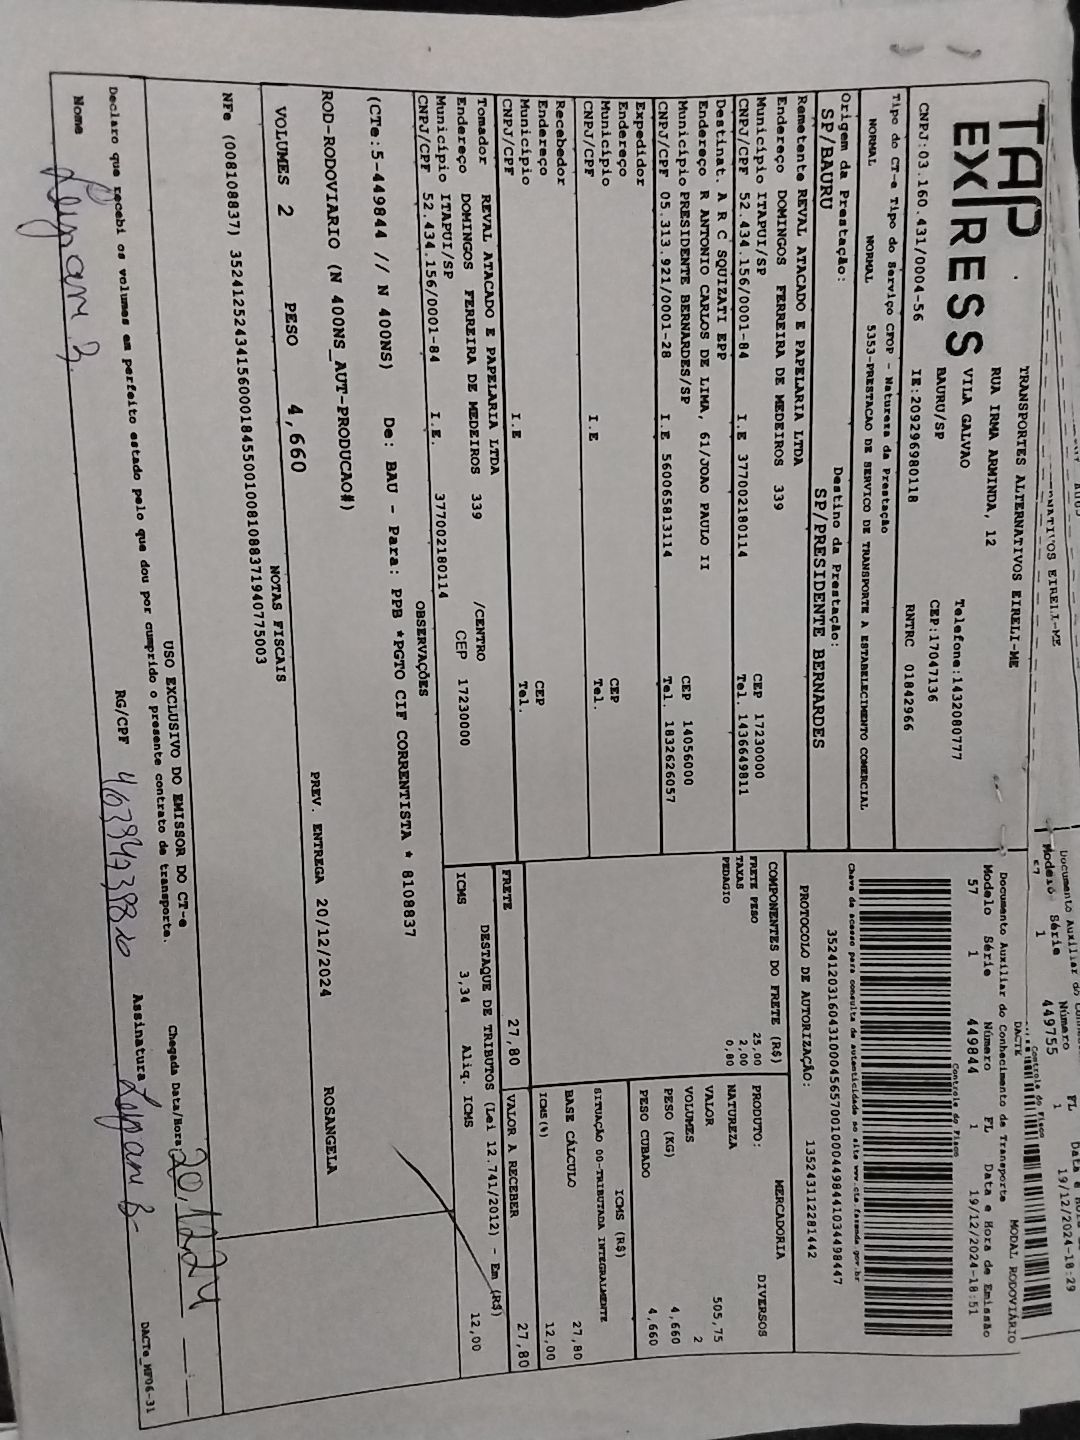 TAP
EXPRESS
TRANSPORTES ALTERNATIVOS EIRELI-ME
RUA IRMA ARMINDA, 12
VILA GALVAO
BAURU/SP
Telefone:1432080777
CEP:17047136
CNPJ:03.160.431/0004-56 IE:209296980118 RNTRC 01842966
DACTE
MODAL RODOVIÁRIO
Documento Auxiliar do Conhecimento de Transporte
Modelo Série Número FL Data e Hora de Emissão
57 1 449844 1 19/12/2024-18:51
Controle do Fisco
Tipo do CT-e Tipo do Serviço CFOP - Natureza da Prestação
NORMAL NORMAL 5353-PRESTACAO DE SERVICO DE TRANSPORTE A ESTABELECIMENTO COMERCIAL
Chave de acesso para consulta de autenticidade no site www.cte.fazenda.gov.br
35241203160431000456570010004498441034498447
Origem da Prestação: Destino da Prestação:
SP/BAURU SP/PRESIDENTE BERNARDES
PROTOCOLO DE AUTORIZAÇÃO: 135243112281442
Remetente REVAL ATACADO E PAPELARIA LTDA
Endereço DOMINGOS FERREIRA DE MEDEIROS 339
Município ITAPUI/SP CEP 17230000
CNPJ/CPF 52.434.156/0001-84 I.E 377002180114 Tel. 1436649811
Destinat. A R C SQUIZATI EPP
Endereço R ANTONIO CARLOS DE LIMA, 61/JOAO PAULO II
Município PRESIDENTE BERNARDES/SP CEP 14056000
CNPJ/CPF 05.313.921/0001-28 I.E 560065813114 Tel. 1832626057
Expedidor
Endereço
Município CEP
CNPJ/CPF I.E Tel.
Recebedor
Endereço
Município CEP
CNPJ/CPF I.E Tel.
Tomador REVAL ATACADO E PAPELARIA LTDA
Endereço DOMINGOS FERREIRA DE MEDEIROS 339 /CENTRO
Município ITAPUI/SP CEP 17230000
CNPJ/CPF 52.434.156/0001-84 I.E. 377002180114
COMPONENTES DO FRETE (R$)
FRETE PESO 25,00
TAXAS 2,00
PEDAGIO 0,80
MERCADORIA
PRODUTO: DIVERSOS
NATUREZA
VALOR 505,75
VOLUMES 2
PESO (KG) 4,660
PESO CUBADO 4,660
ICMS (R$)
SITUAÇÃO 00-TRIBUTADA INTEGRALMENTE
BASE CÁLCULO 27,80
ICMS(%) 12,00
FRETE 27,80 VALOR A RECEBER 27,80
DESTAQUE DE TRIBUTOS (Lei 12.741/2012) - Em (R$)
ICMS 3,34 Aliq. ICMS 12,00
OBSERVAÇÕES
(CTe:5-449844 // N 400NS) De: BAU - Para: PPB *PGTO CIF CORRENTISTA * 8108837
ROD-RODOVIARIO (N 400NS_AUT-PRODUCAO#)
PREV. ENTREGA 20/12/2024 ROSANGELA
VOLUMES 2 PESO 4,660
NOTAS FISCAIS
NFe (008108837) 35241252434156000184550010081088371940775003
USO EXCLUSIVO DO EMISSOR DO CT-e
Declaro que recebi os volumes em perfeito estado pelo que dou por cumprido o presente contrato de transporte.
Chegada Data/Hora 20.12.24
Nome RG/CPF Assinatura
DACTe_MF06-31
Modelo Série Número FL
57 1 449755 1 19/12/2024-18:29
Controle do Fisco